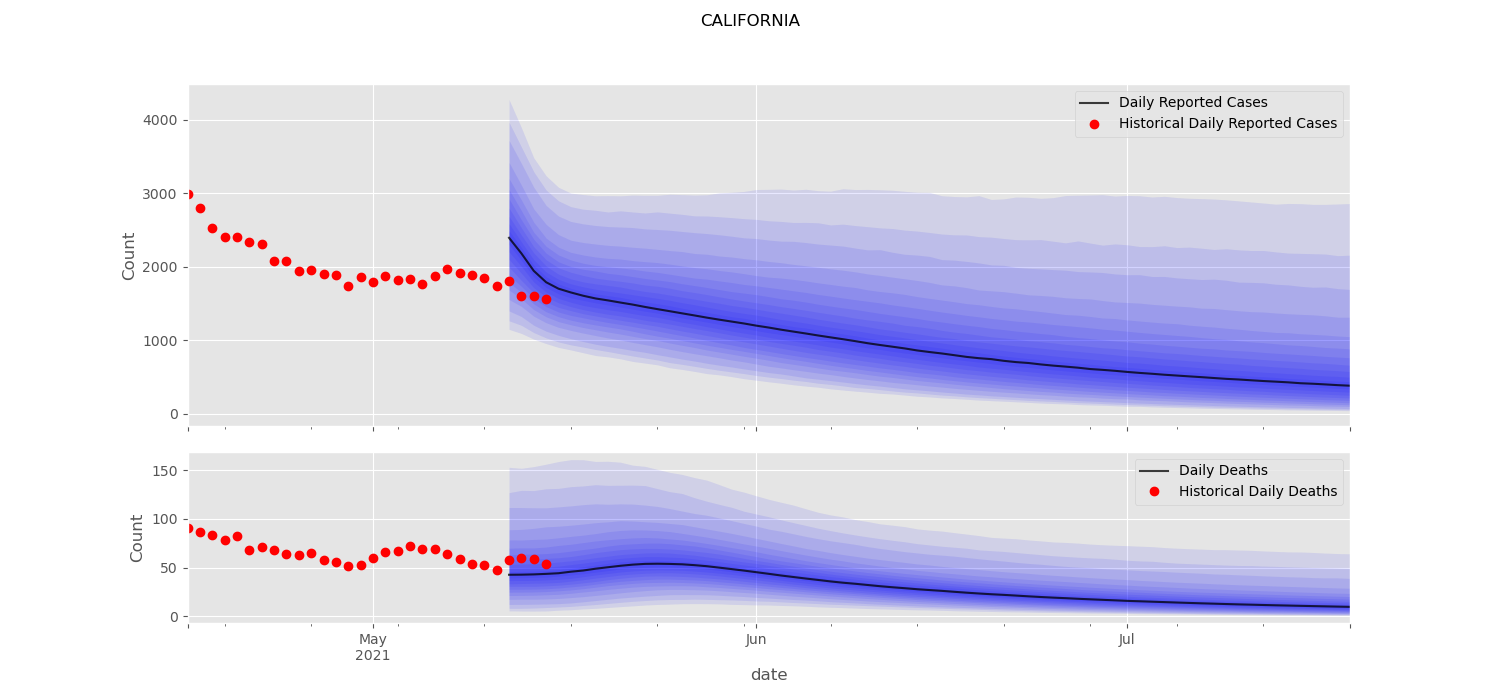 CALIFORNIA
Count
4000
3000
2000
1000
0
Daily Reported Cases
Historical Daily Reported Cases
Count
150
100
50
0
Daily Deaths
Historical Daily Deaths
May
2021
Jun
Jul
date